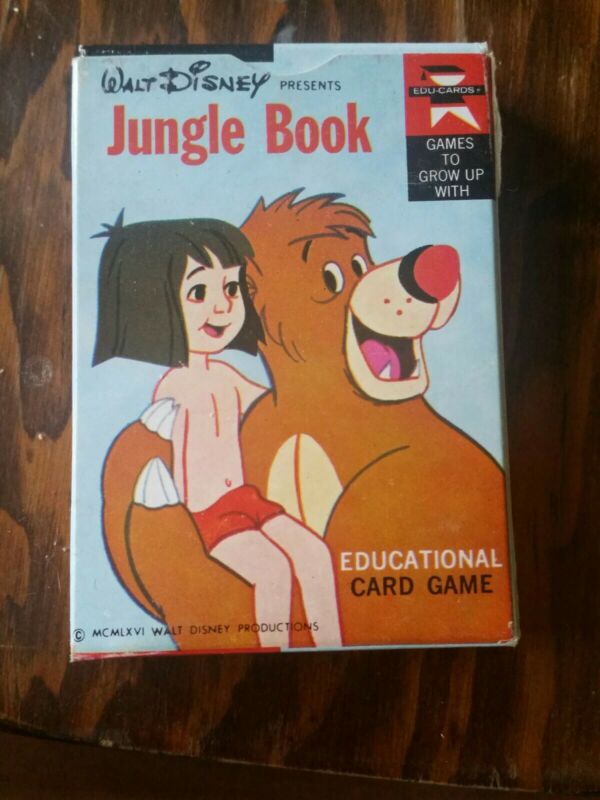 WALT DISNEY PRESENTS
Jungle Book
EDU-CARDS
GAMES
TO
GROW UP
WITH
EDUCATIONAL
CARD GAME
© MCMLXVI WALT DISNEY PRODUCTIONS